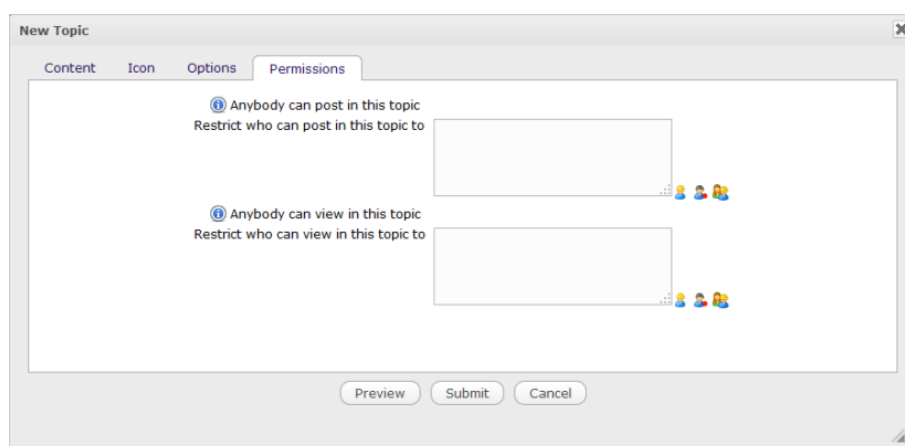 New Topic
Content Icon Options Permissions
Anybody can post in this topic
Restrict who can post in this topic to
Anybody can view in this topic
Restrict who can view in this topic to
Preview Submit Cancel